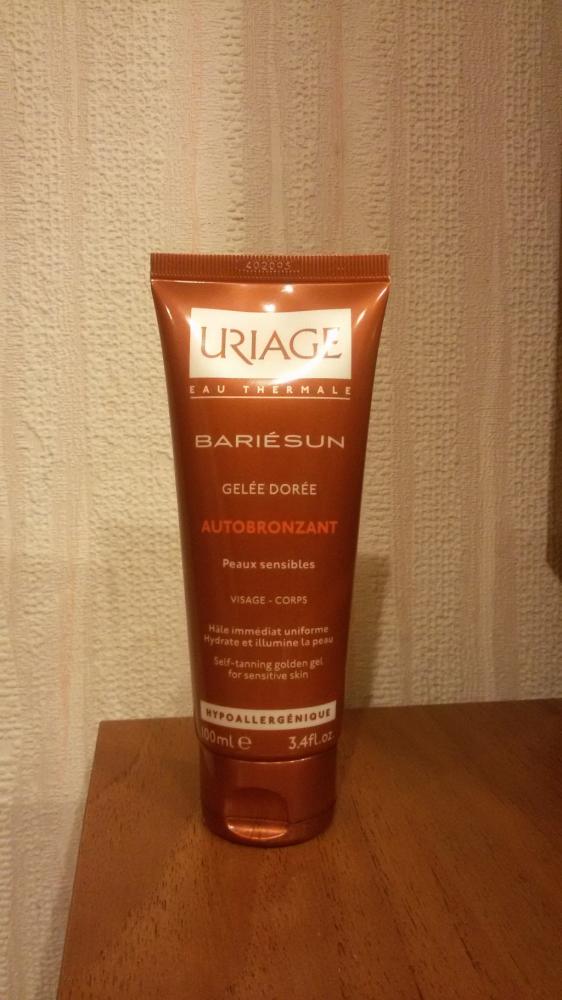 URIAGE
EAU THERMALE
BARIÉSUN
GELÉE DORÉE
AUTOBRONZANT
Peaux sensibles
VISAGE - CORPS
Hâle immédiat uniforme
Hydrate et illumine la peau
Self-tanning golden gel
for sensitive skin
HYPOALLERGÉNIQUE
100ml e 3.4fl.oz.